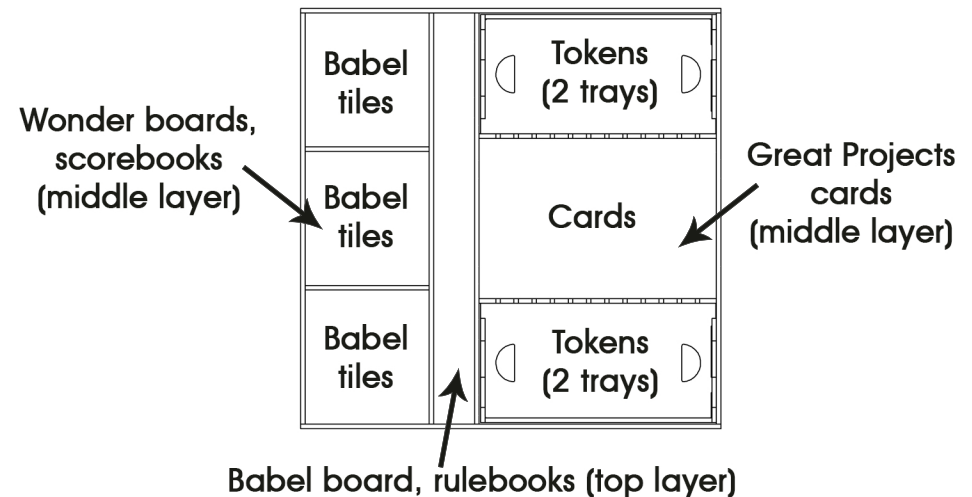 Babel
tiles
Tokens
(2 trays)
Wonder boards,
scorebooks
(middle layer)
Babel
tiles
Cards
Great Projects
cards
(middle layer)
Babel
tiles
Tokens
(2 trays)
Babel board, rulebooks (top layer)